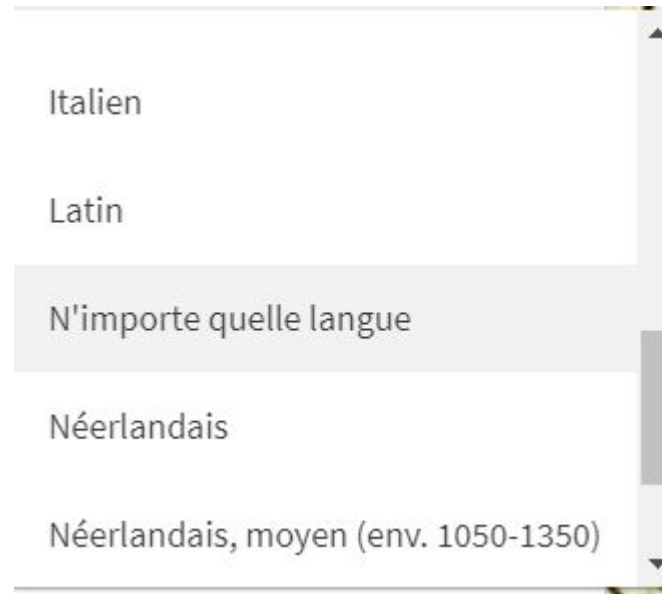 Italien
Latin
N'importe quelle langue
Néerlandais
Néerlandais, moyen (env. 1050-1350)